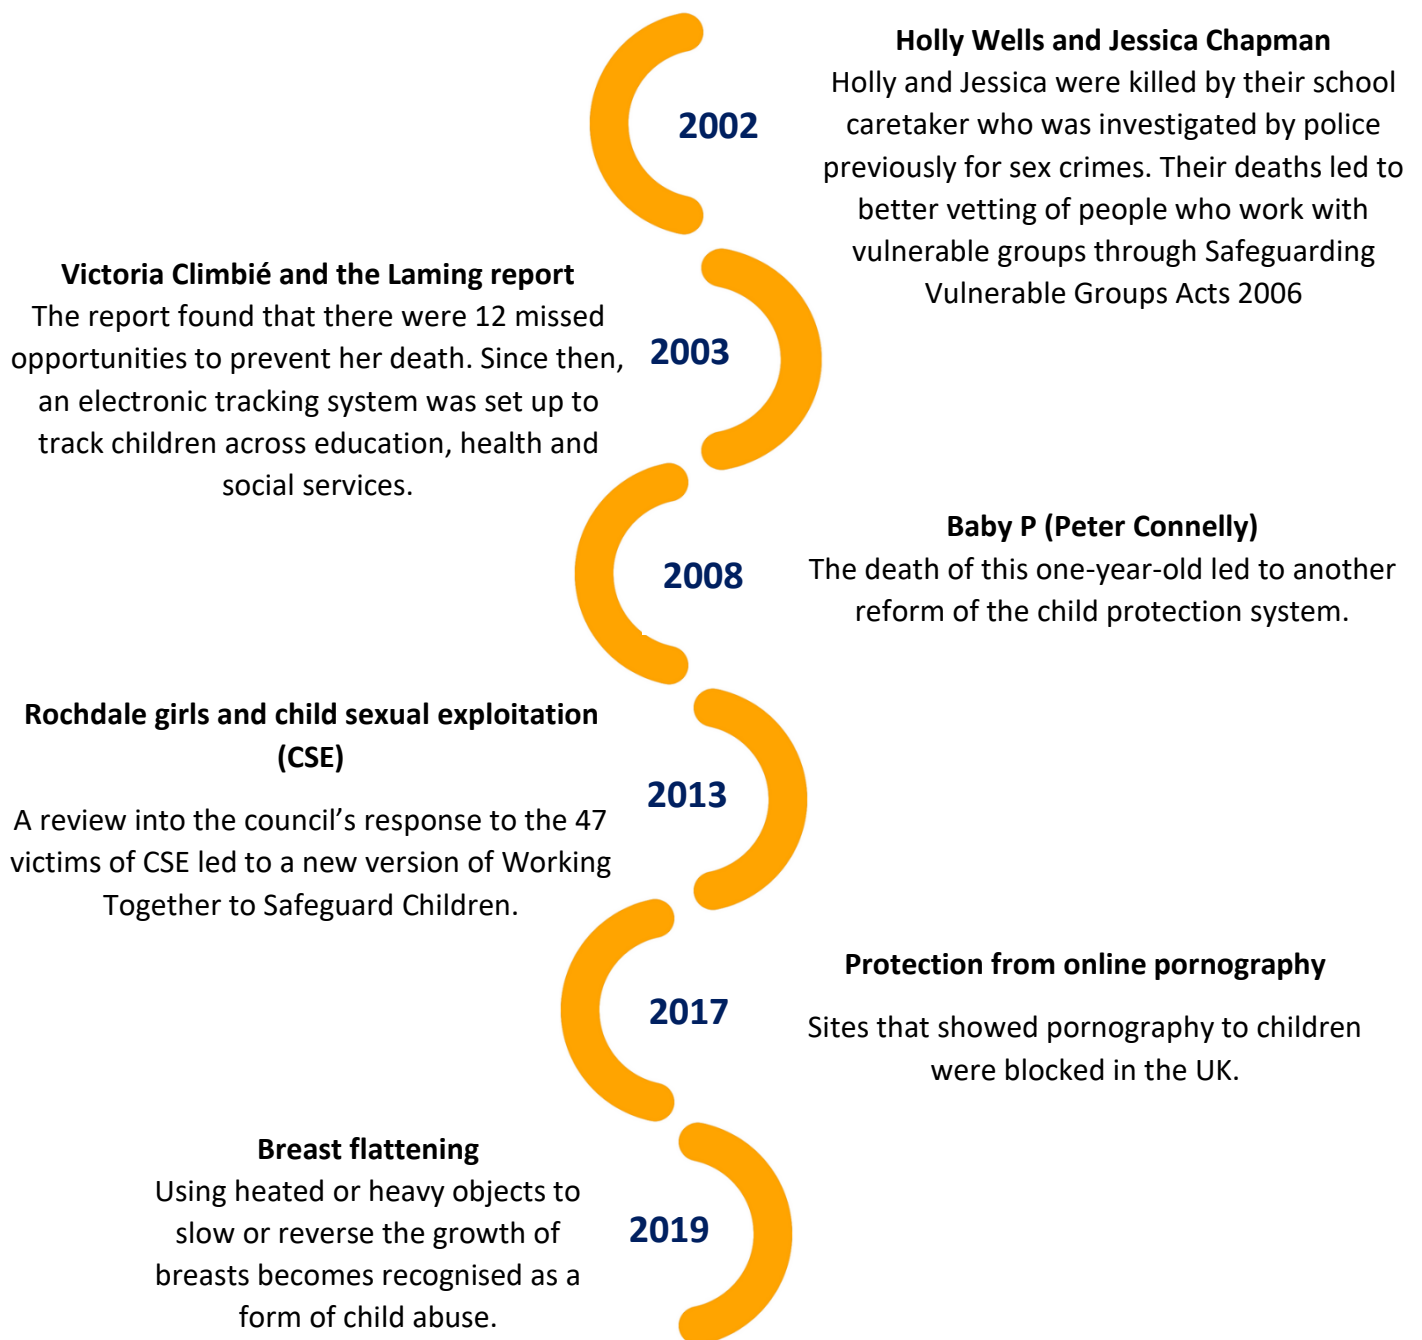 2002
Holly Wells and Jessica Chapman
Holly and Jessica were killed by their school
caretaker who was investigated by police
previously for sex crimes. Their deaths led to
better vetting of people who work with
vulnerable groups through Safeguarding
Vulnerable Groups Acts 2006
Victoria Climbié and the Laming report
The report found that there were 12 missed
opportunities to prevent her death. Since then,
an electronic tracking system was set up to
track children across education, health and
social services.
2003
2008
Baby P (Peter Connelly)
The death of this one-year-old led to another
reform of the child protection system.
Rochdale girls and child sexual exploitation
(CSE)
A review into the council’s response to the 47
victims of CSE led to a new version of Working
Together to Safeguard Children.
2013
2017
Protection from online pornography
Sites that showed pornography to children
were blocked in the UK.
Breast flattening
Using heated or heavy objects to
slow or reverse the growth of
breasts becomes recognised as a
form of child abuse.
2019